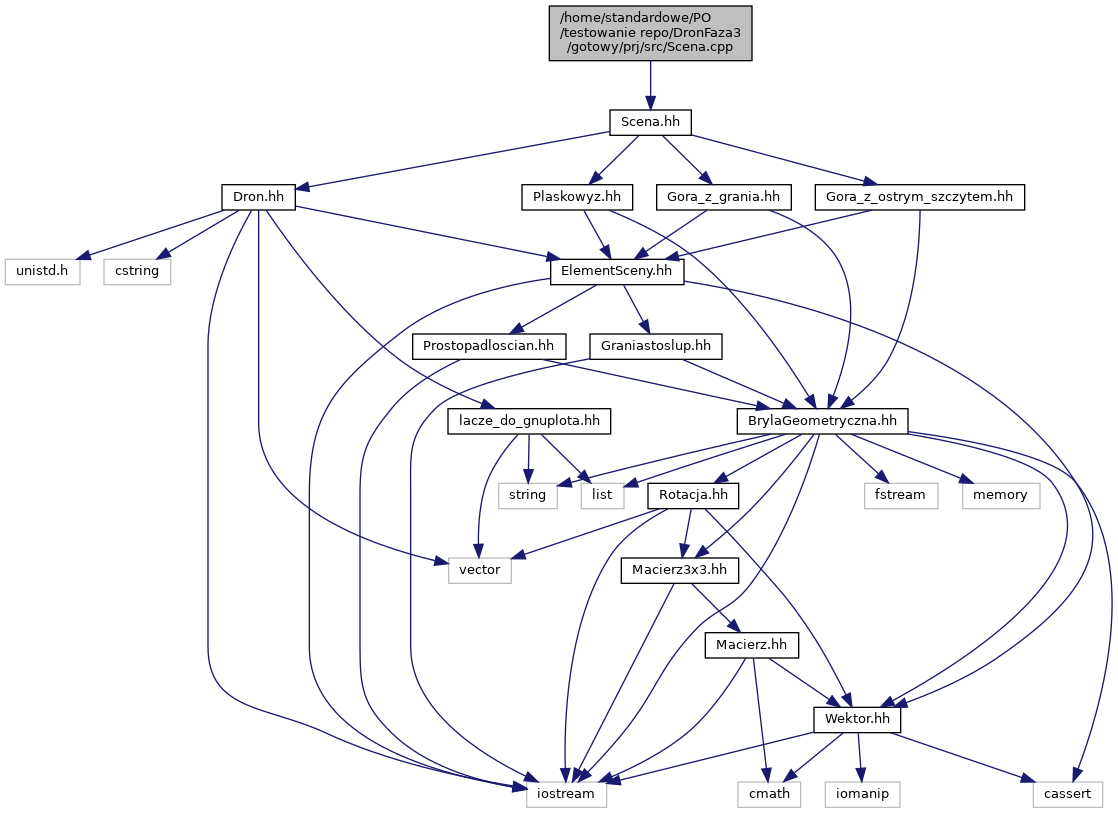 /home/standardowe/PO
/testowanie repo/DronFaza3
/gotowy/prj/src/Scena.cpp
Scena.hh
Dron.hh
Plaskowyz.hh
Gora_z_grania.hh
Gora_z_ostrym_szczytem.hh
unistd.h
cstring
ElementSceny.hh
Prostopadloscian.hh
Graniastoslup.hh
lacze_do_gnuplota.hh
BrylaGeometryczna.hh
string
list
Rotacja.hh
fstream
memory
vector
Macierz3x3.hh
Macierz.hh
Wektor.hh
iostream
cmath
iomanip
cassert